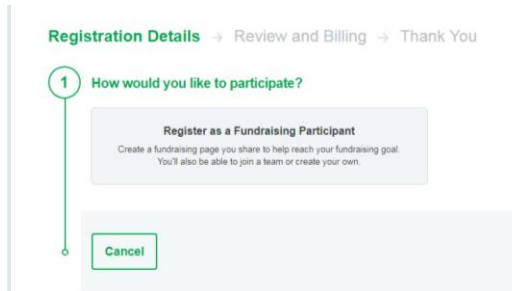 Registration Details → Review and Billing → Thank You
1 How would you like to participate?
Register as a Fundraising Participant
Create a fundraising page you share to help reach your fundraising goal.
You'll also be able to join a team or create your own.
Cancel